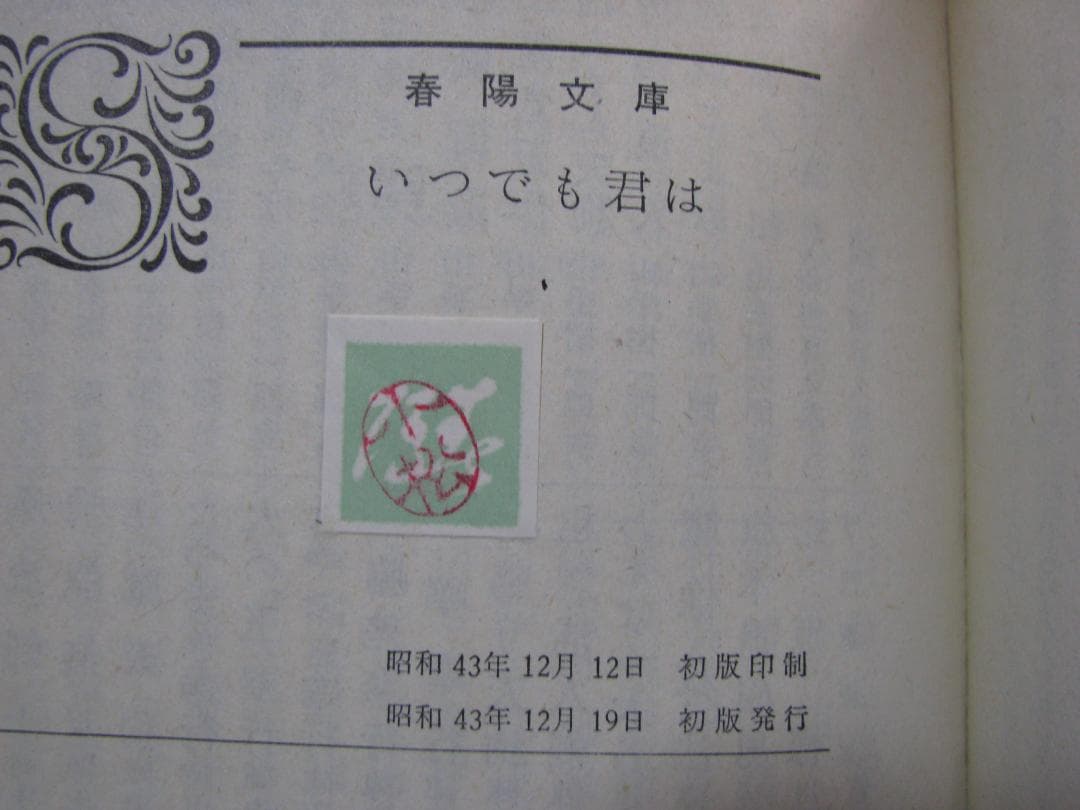 春陽文庫
いつでも君は
小松
昭和43年12月12日 初版印制
昭和43年12月19日 初版発行